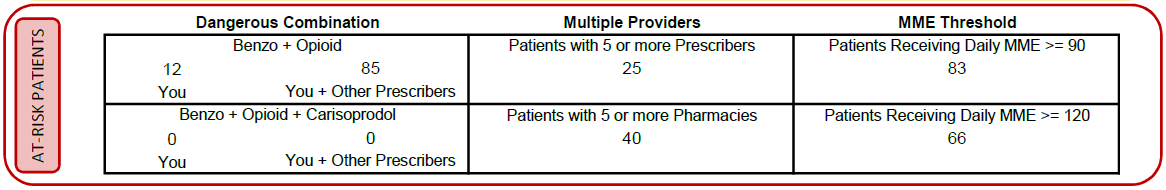 AT-RISK PATIENTS
Dangerous Combination Multiple Providers MME Threshold
Benzo + Opioid Patients with 5 or more Prescribers Patients Receiving Daily MME >= 90
12 85 25 83
You You + Other Prescribers
Benzo + Opioid + Carisoprodol Patients with 5 or more Pharmacies Patients Receiving Daily MME >= 120
0 0 40 66
You You + Other Prescribers